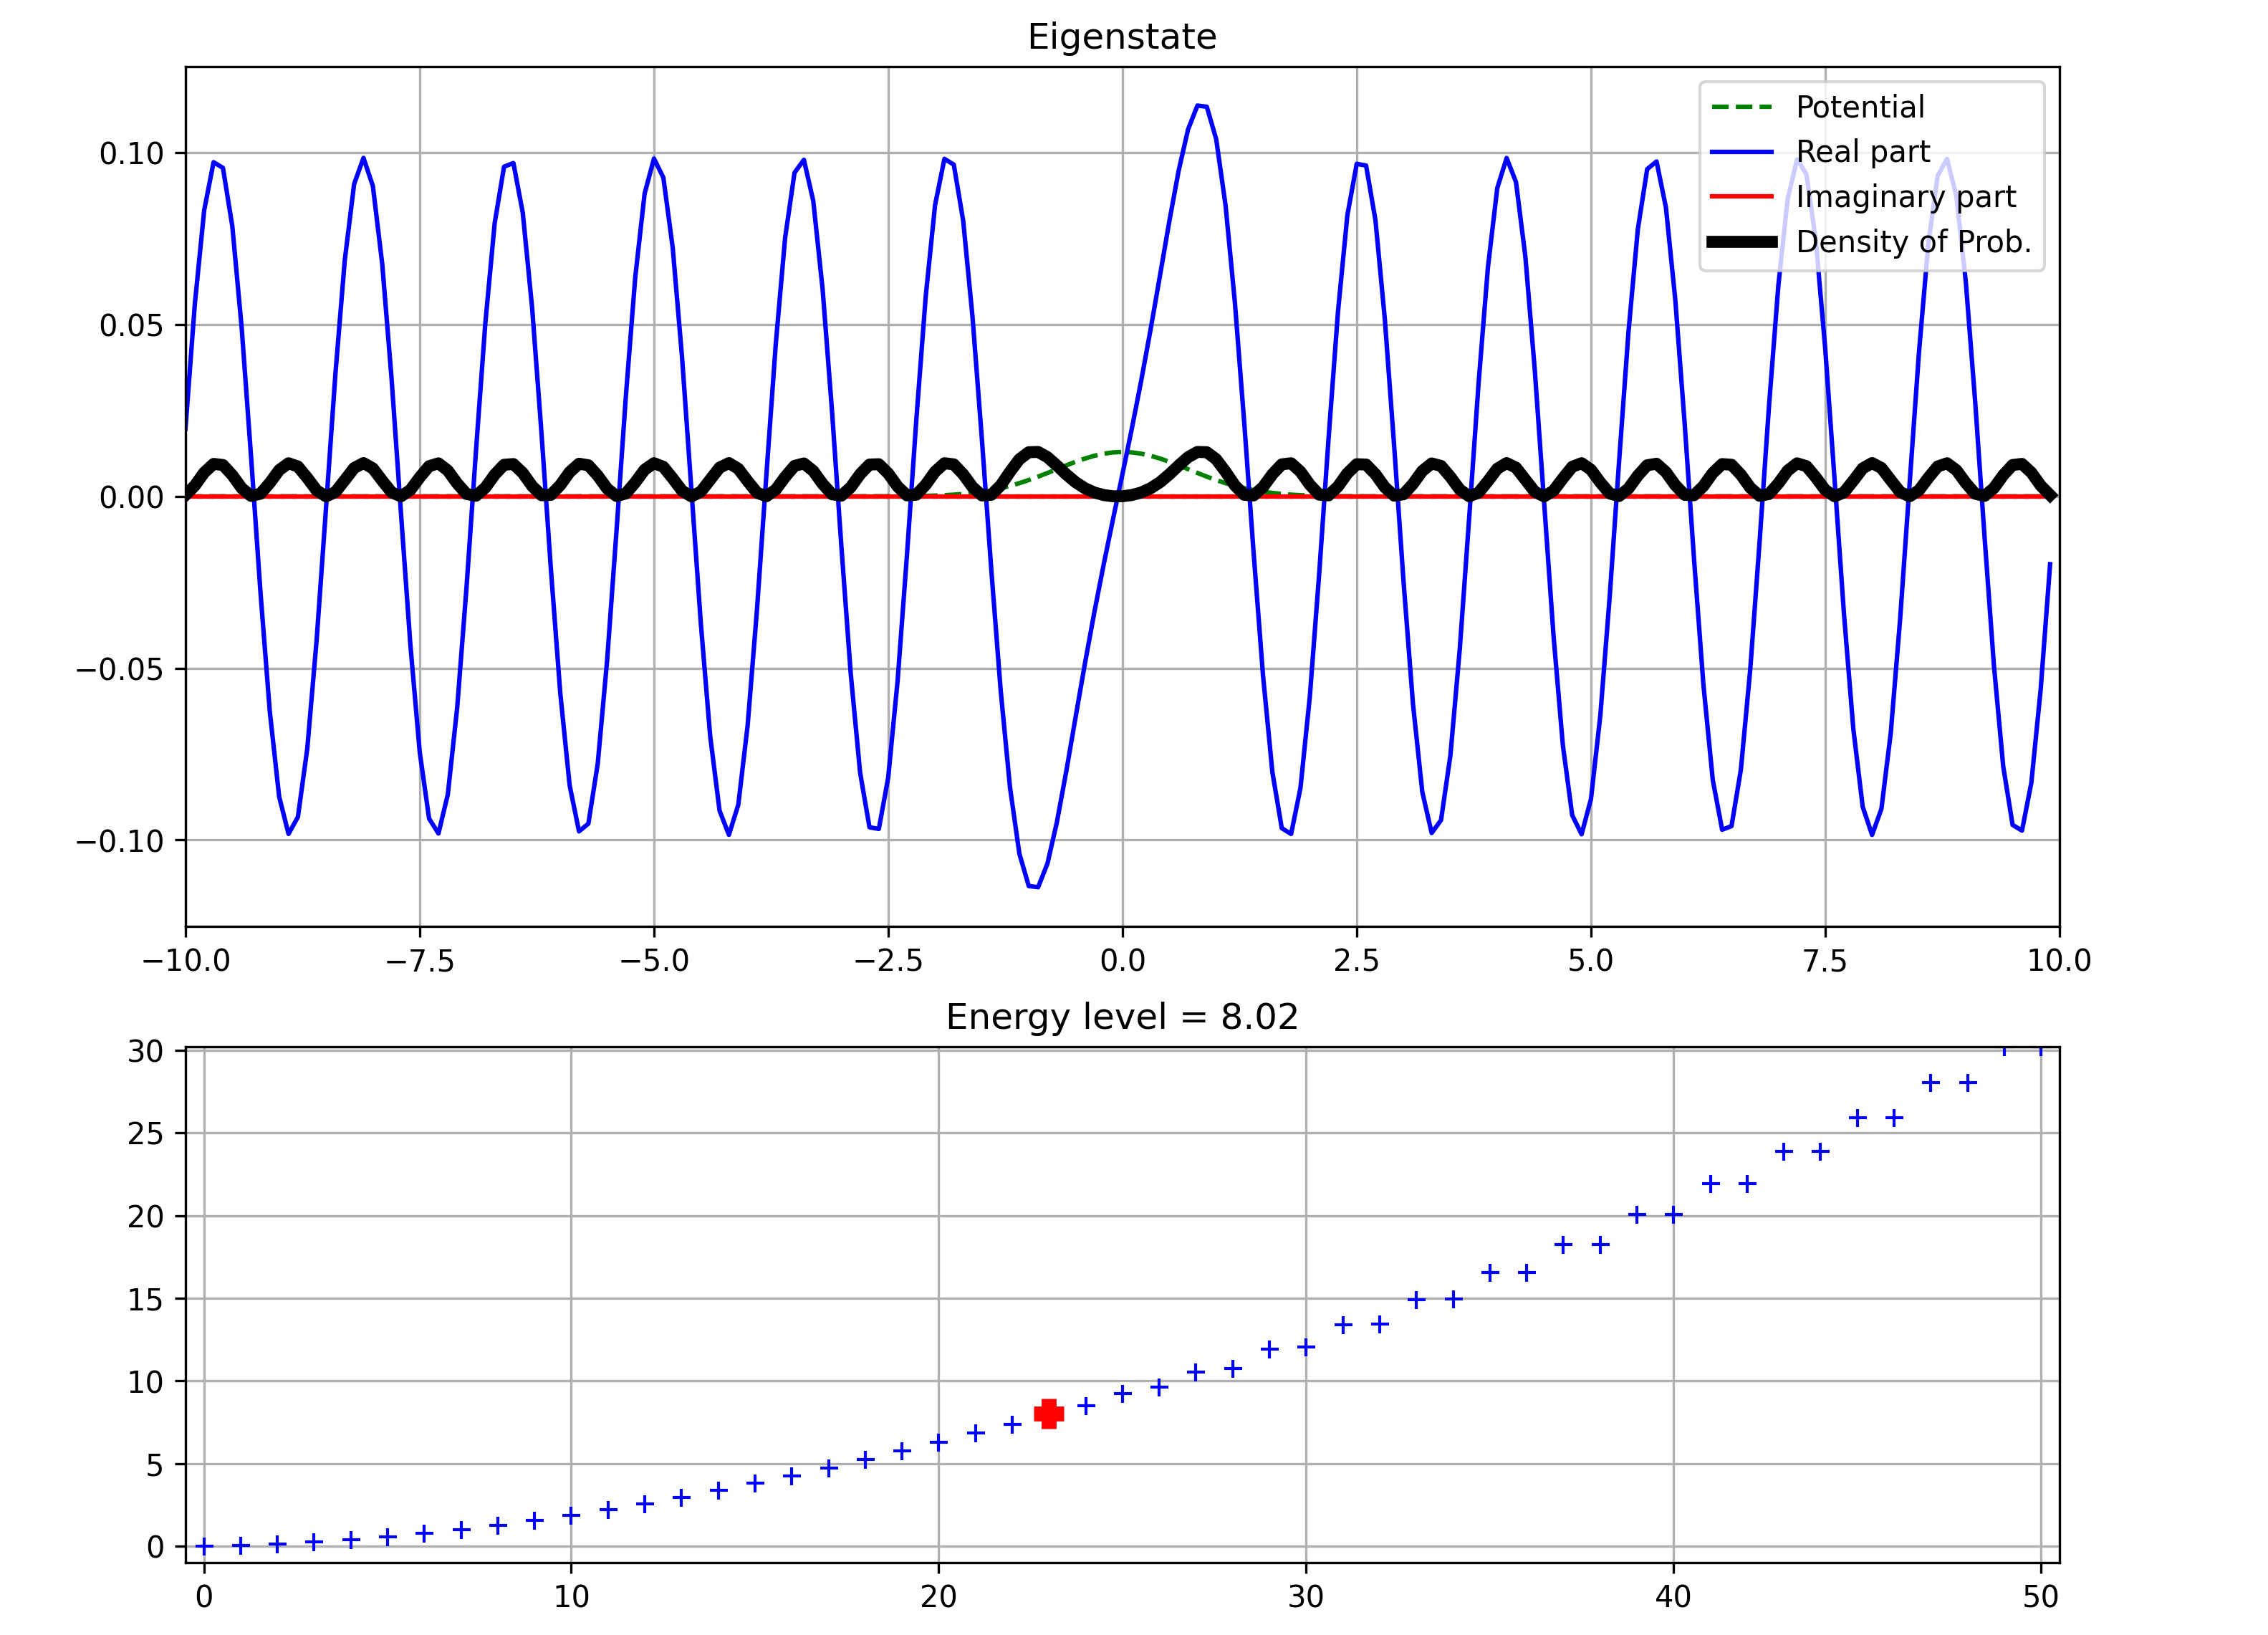 Eigenstate
Potential
Real part
Imaginary part
Density of Prob.
0.10
0.05
0.00
−0.05
−0.10
−10.0 −7.5 −5.0 −2.5 0.0 2.5 5.0 7.5 10.0
Energy level = 8.02
30
25
20
15
10
5
0
0 10 20 30 40 50